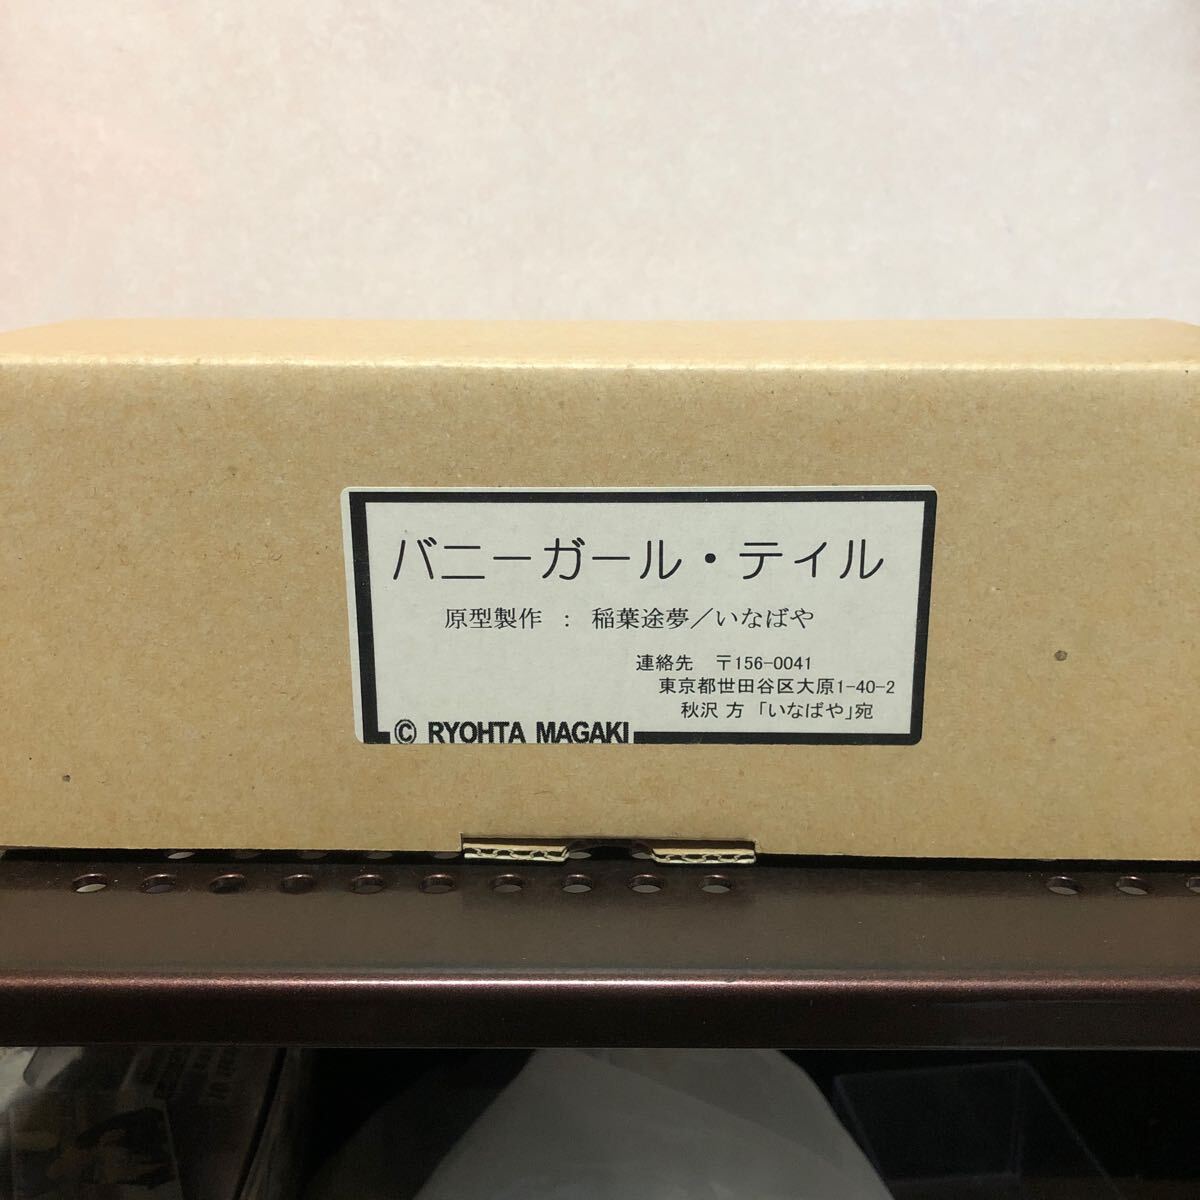 バニーガール・テイル
原型製作 : 稲葉途夢／いなばや
連絡先 〒156-0041
東京都世田谷区大原1-40-2
秋沢 方 「いなばや」宛
© RYOHTA MAGAKI